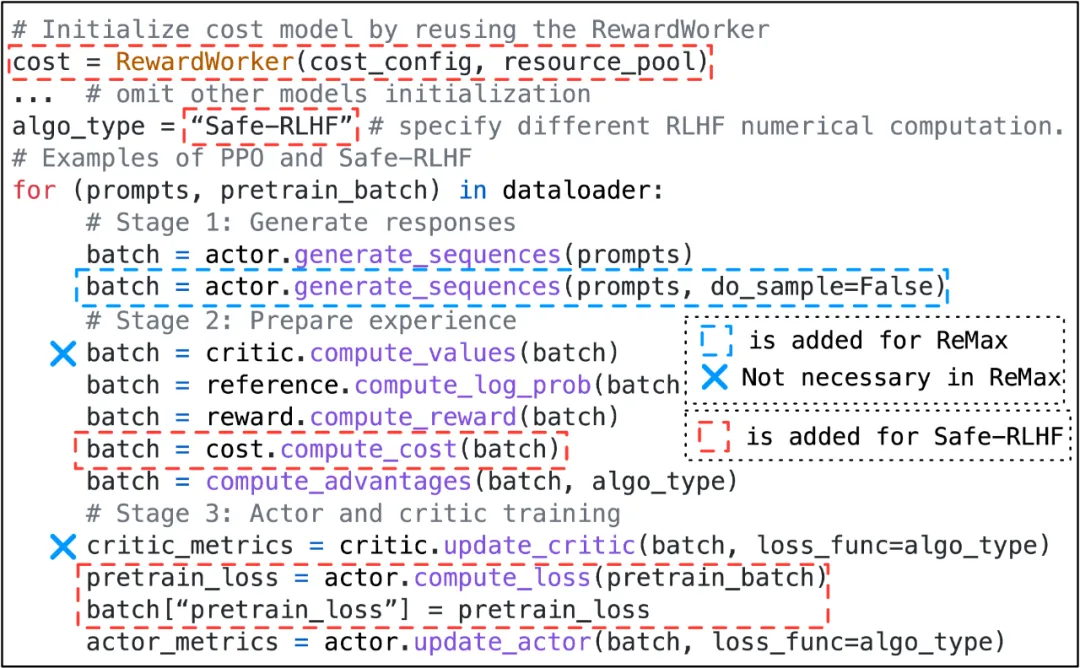 # Initialize cost model by reusing the RewardWorker
cost = RewardWorker(cost_config, resource_pool)
... # omit other models initialization
algo_type = “Safe-RLHF” # specify different RLHF numerical computation.
# Examples of PPO and Safe-RLHF
for (prompts, pretrain_batch) in dataloader:
# Stage 1: Generate responses
batch = actor.generate_sequences(prompts)
batch = actor.generate_sequences(prompts, do_sample=False)
# Stage 2: Prepare experience
batch = critic.compute_values(batch)
batch = reference.compute_log_prob(batch
batch = reward.compute_reward(batch)
batch = cost.compute_cost(batch)
batch = compute_advantages(batch, algo_type)
# Stage 3: Actor and critic training
critic_metrics = critic.update_critic(batch, loss_func=algo_type)
pretrain_loss = actor.compute_loss(pretrain_batch)
batch[“pretrain_loss”] = pretrain_loss
actor_metrics = actor.update_actor(batch, loss_func=algo_type)
is added for ReMax
Not necessary in ReMax
is added for Safe-RLHF